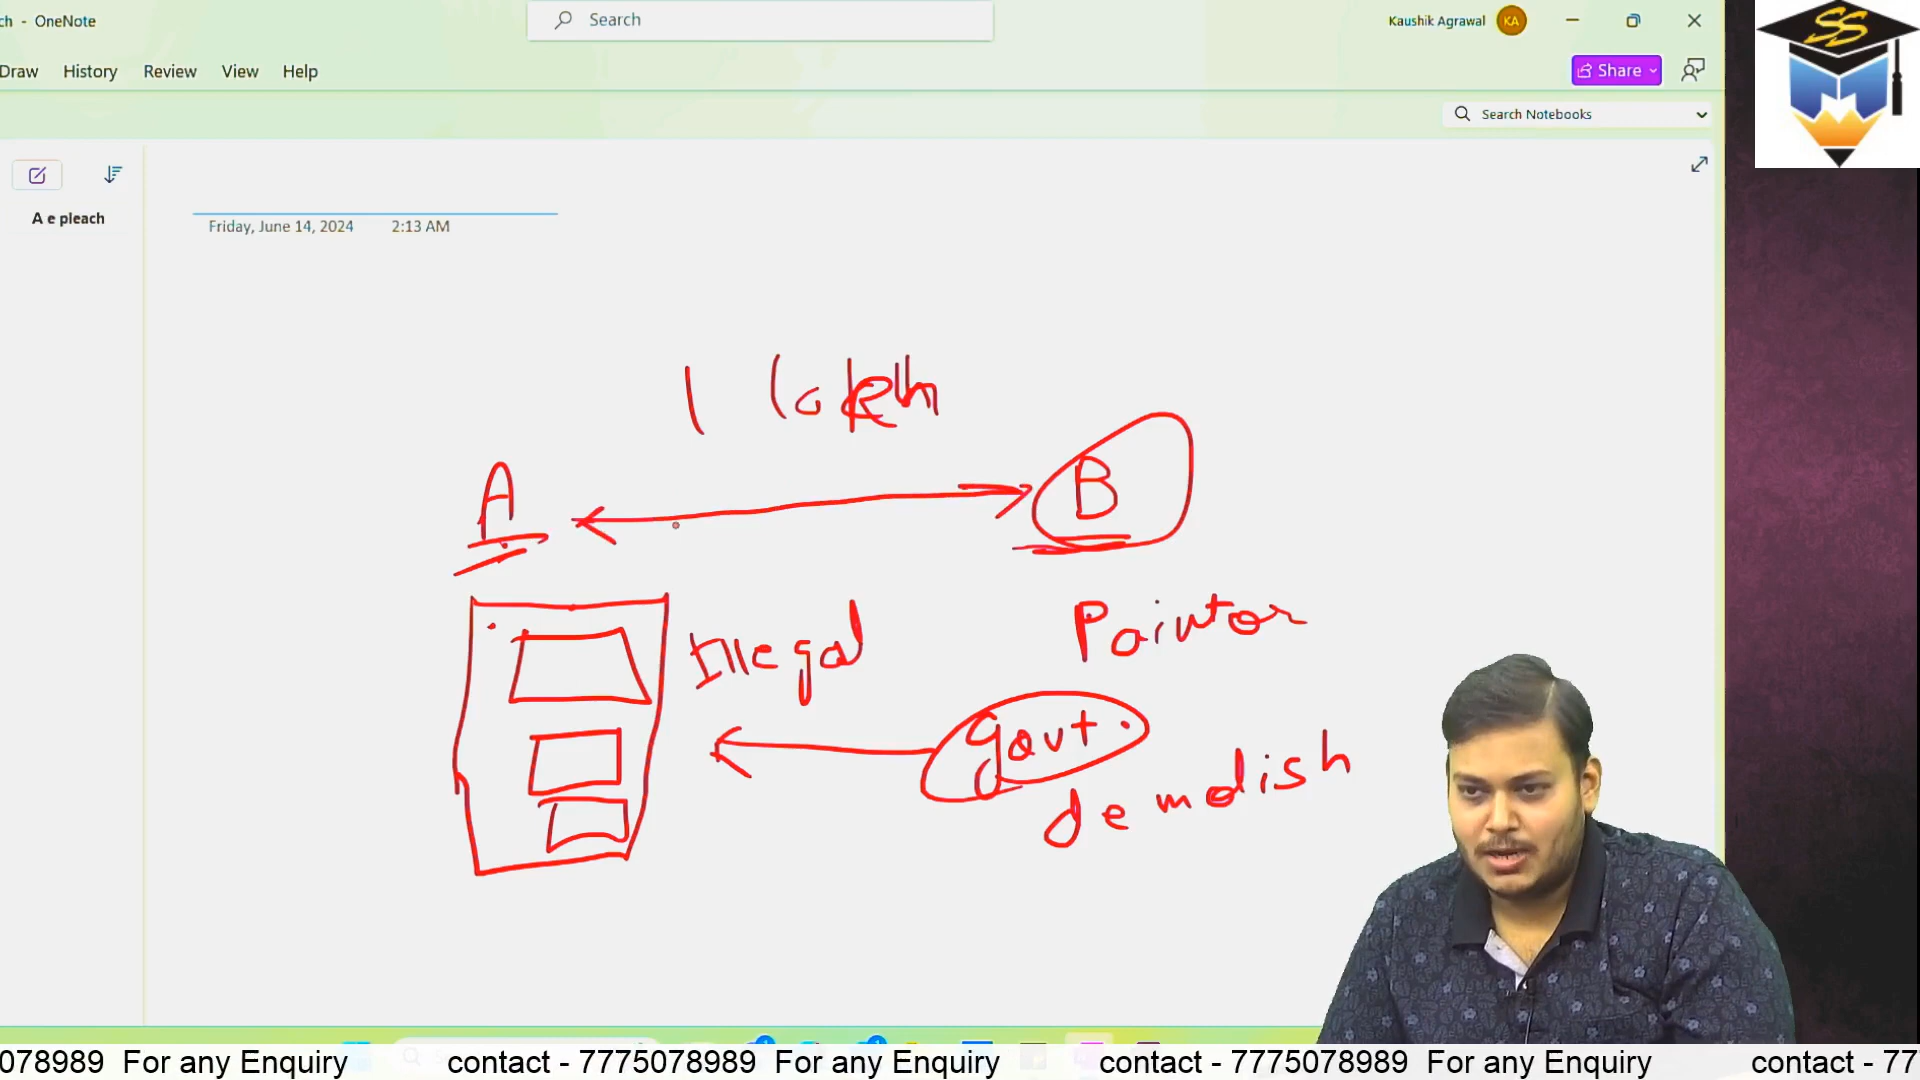 ch - OneNote
Search
Kaushik Agrawal KA
Draw History Review View Help
Share
Search Notebooks
A e pleach
Friday, June 14, 2024 2:13 AM
SS
1 lakh
A
B
Illegal
Painter
govt.
demolish
078989 For any Enquiry contact - 7775078989 For any Enquiry contact - 7775078989 For any Enquiry contact - 77